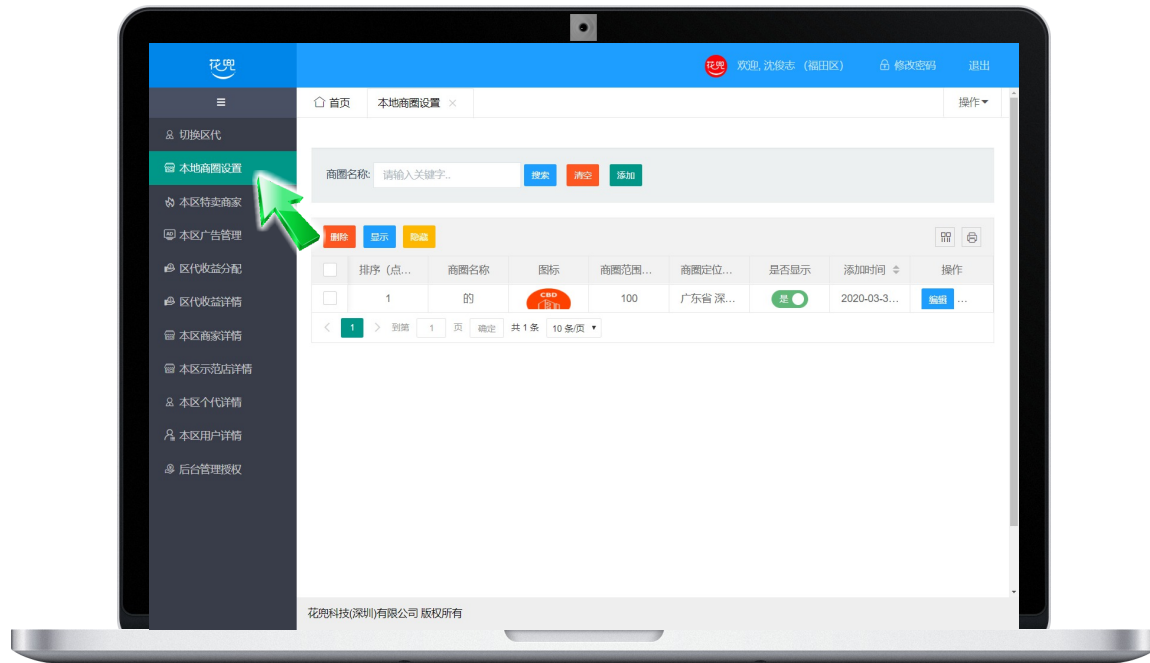 花兜
花兜 欢迎, 沈俊志 (福田区) 修改密码 退出
首页 本地商圈设置 操作
切换区代
本地商圈设置
本区特卖商家
本区广告管理
区代收益分配
区代收益详情
本区商家详情
本区示范店详情
本区个代详情
本区用户详情
后台管理授权
商圈名称: 请输入关键字.. 搜索 清空 添加
删除 显示 隐藏
排序 (点... 商圈名称 图标 商圈范围... 商圈定位... 是否显示 添加时间 操作
1 的 CBD 100 广东省 深... 是 2020-03-3... 编辑 ...
1 到第 1 页 确定 共 1 条 10 条/页
花兜科技(深圳)有限公司 版权所有